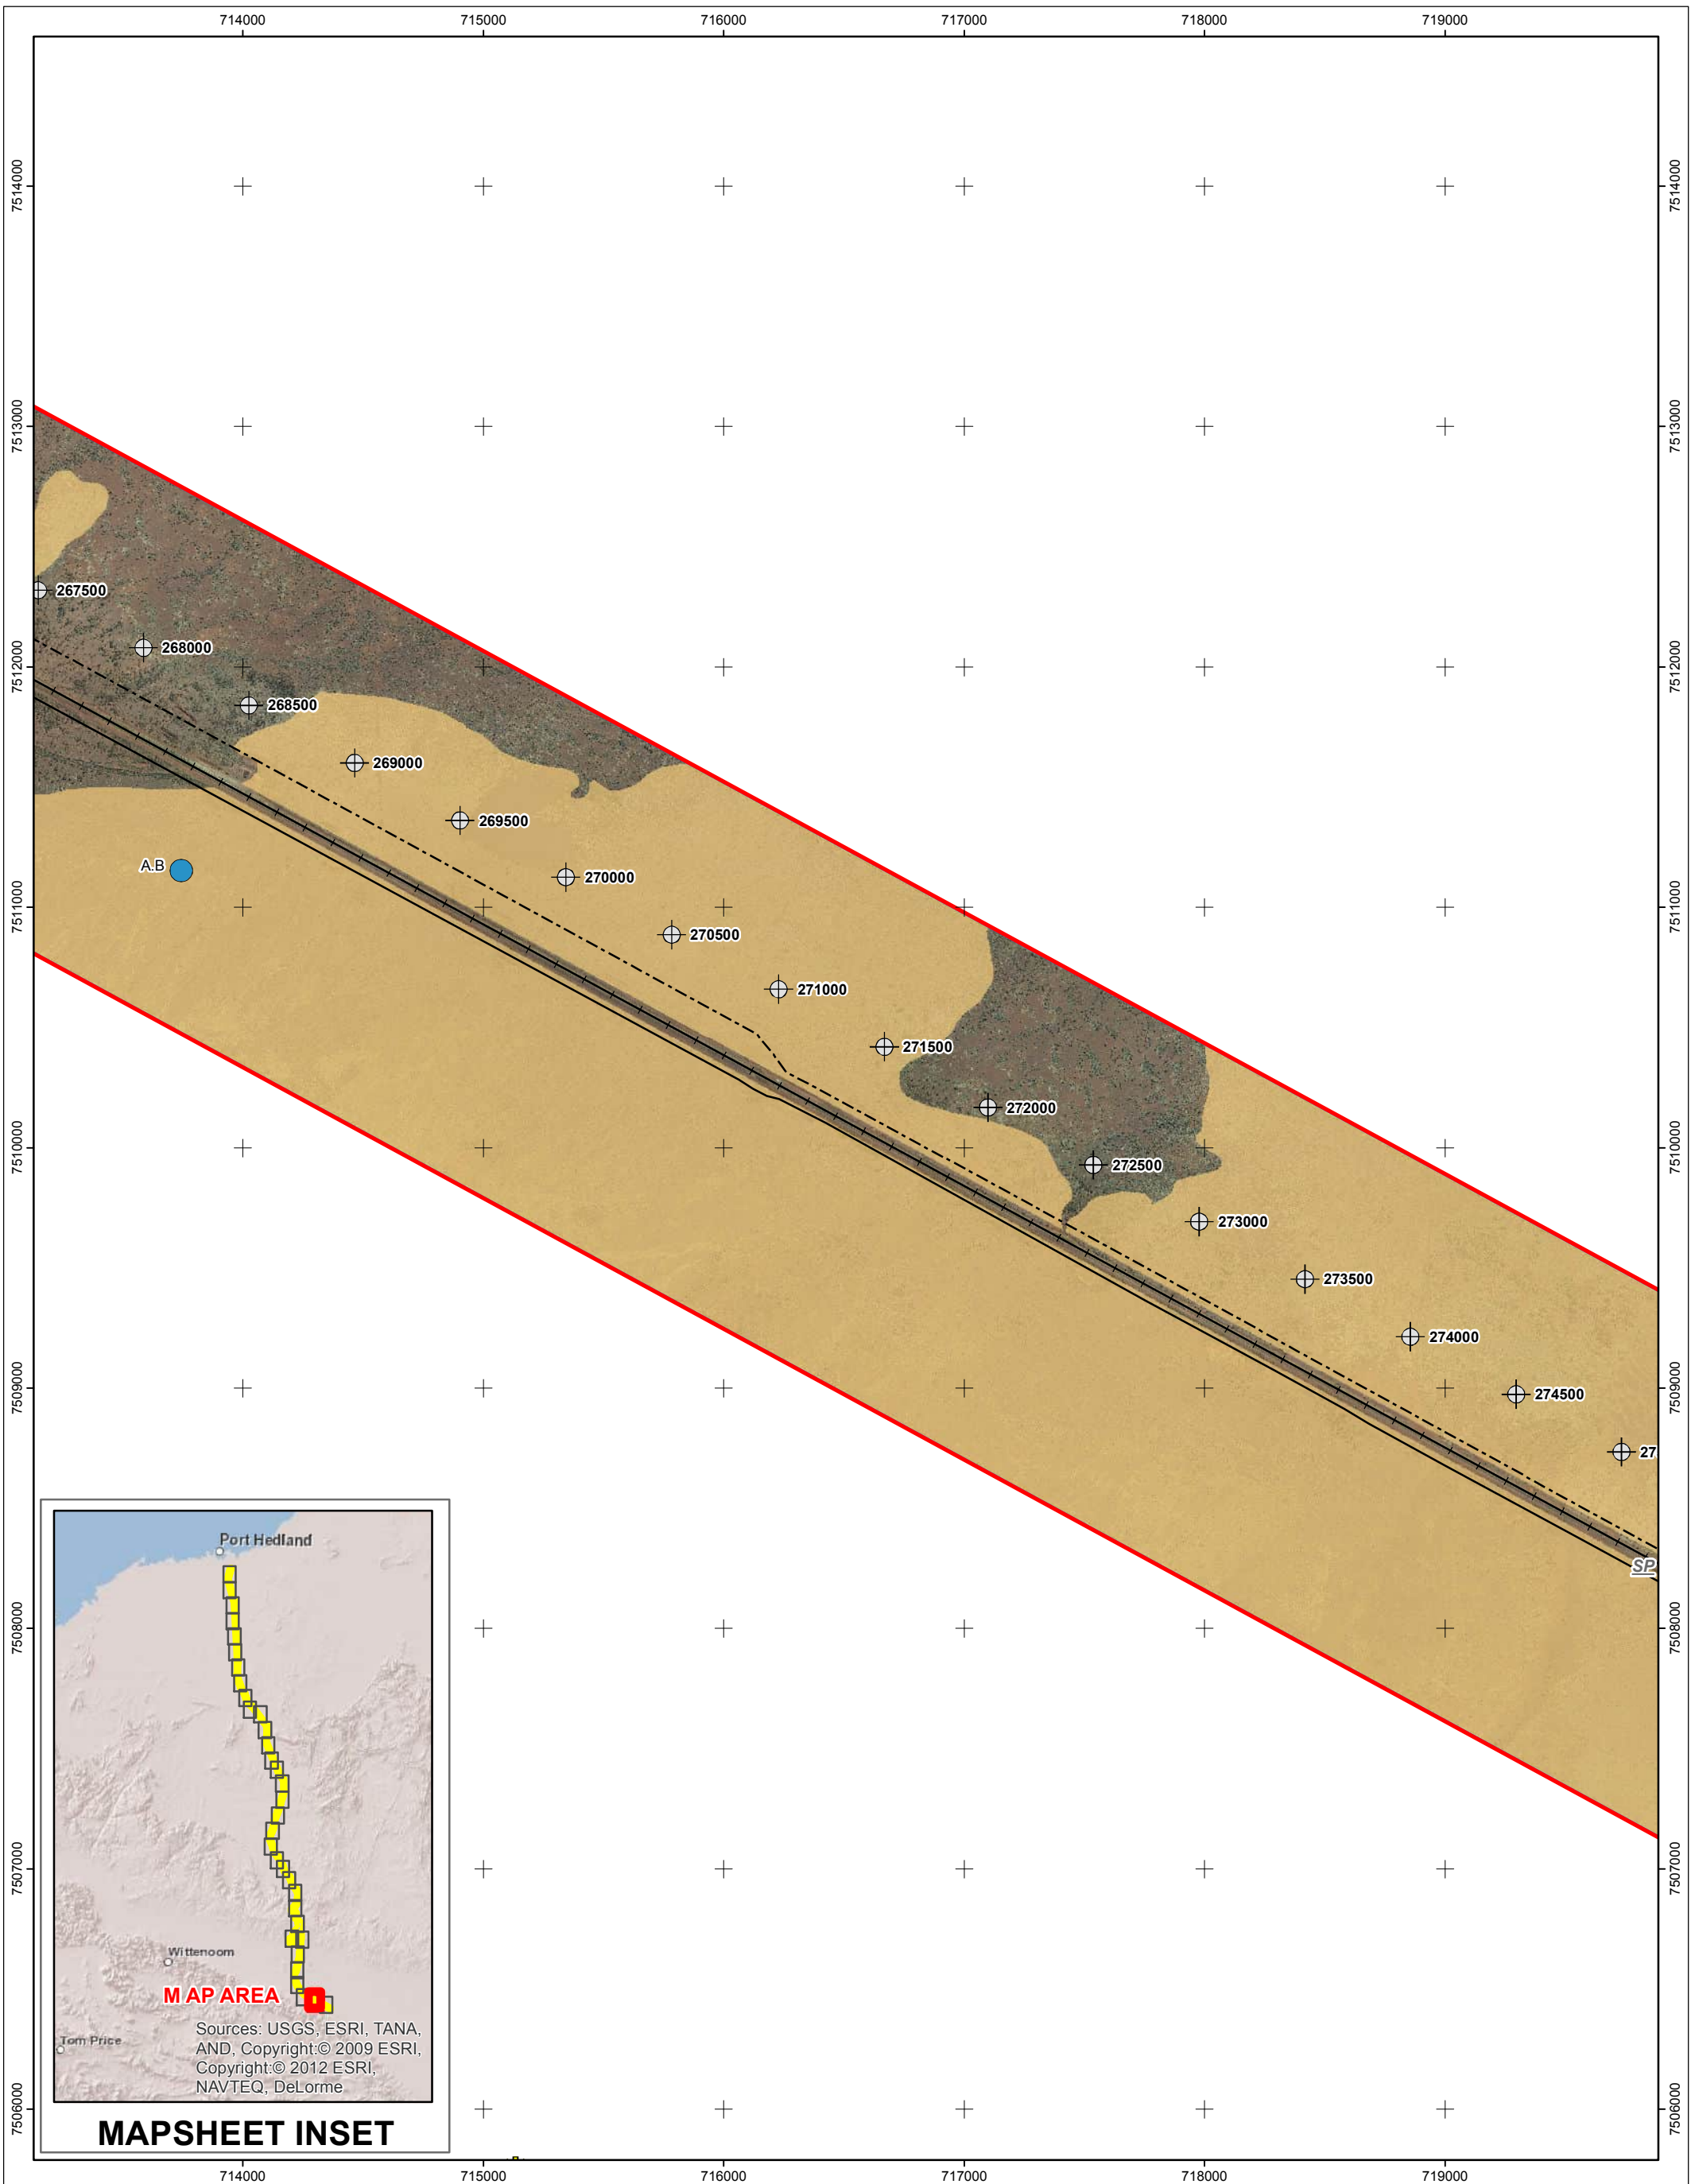 714000 715000 716000 717000 718000 719000
7514000 7514000
7513000 7513000
267500
268000
7512000 7512000
268500
269000
269500
A.B
270000
7511000 7511000
270500
271000
271500
272000
7510000 7510000
272500
273000
273500
274000
7509000 7509000
274500
27
SP
Port Hedland
7508000 7508000
7507000 7507000
Wittenoom
MAP AREA
Sources: USGS, ESRI, TANA,
Tom Price
AND, Copyright:© 2009 ESRI,
Copyright:© 2012 ESRI,
NAVTEQ, DeLorme
7506000 7506000
MAPSHEET INSET
714000 715000 716000 717000 718000 719000